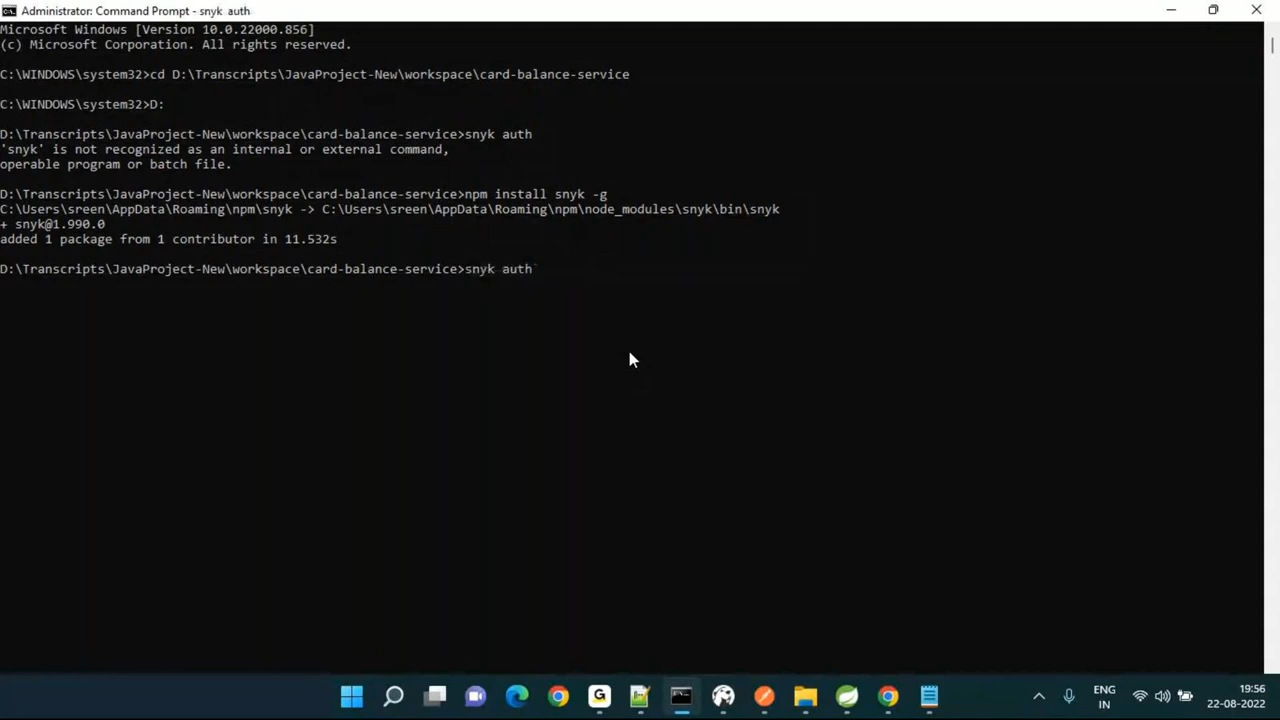 Administrator: Command Prompt - snyk  auth
Microsoft Windows [Version 10.0.22000.856]
(c) Microsoft Corporation. All rights reserved.
C:\WINDOWS\system32>cd D:\Transcripts\JavaProject-New\workspace\card-balance-service
C:\WINDOWS\system32>D:
D:\Transcripts\JavaProject-New\workspace\card-balance-service>snyk auth
'snyk' is not recognized as an internal or external command,
operable program or batch file.
D:\Transcripts\JavaProject-New\workspace\card-balance-service>npm install snyk -g
C:\Users\sreen\AppData\Roaming\npm\snyk -> C:\Users\sreen\AppData\Roaming\npm\node_modules\snyk\bin\snyk
+ snyk@1.990.0
added 1 package from 1 contributor in 11.532s
D:\Transcripts\JavaProject-New\workspace\card-balance-service>snyk auth
ENG
IN
19:56
22-08-2022